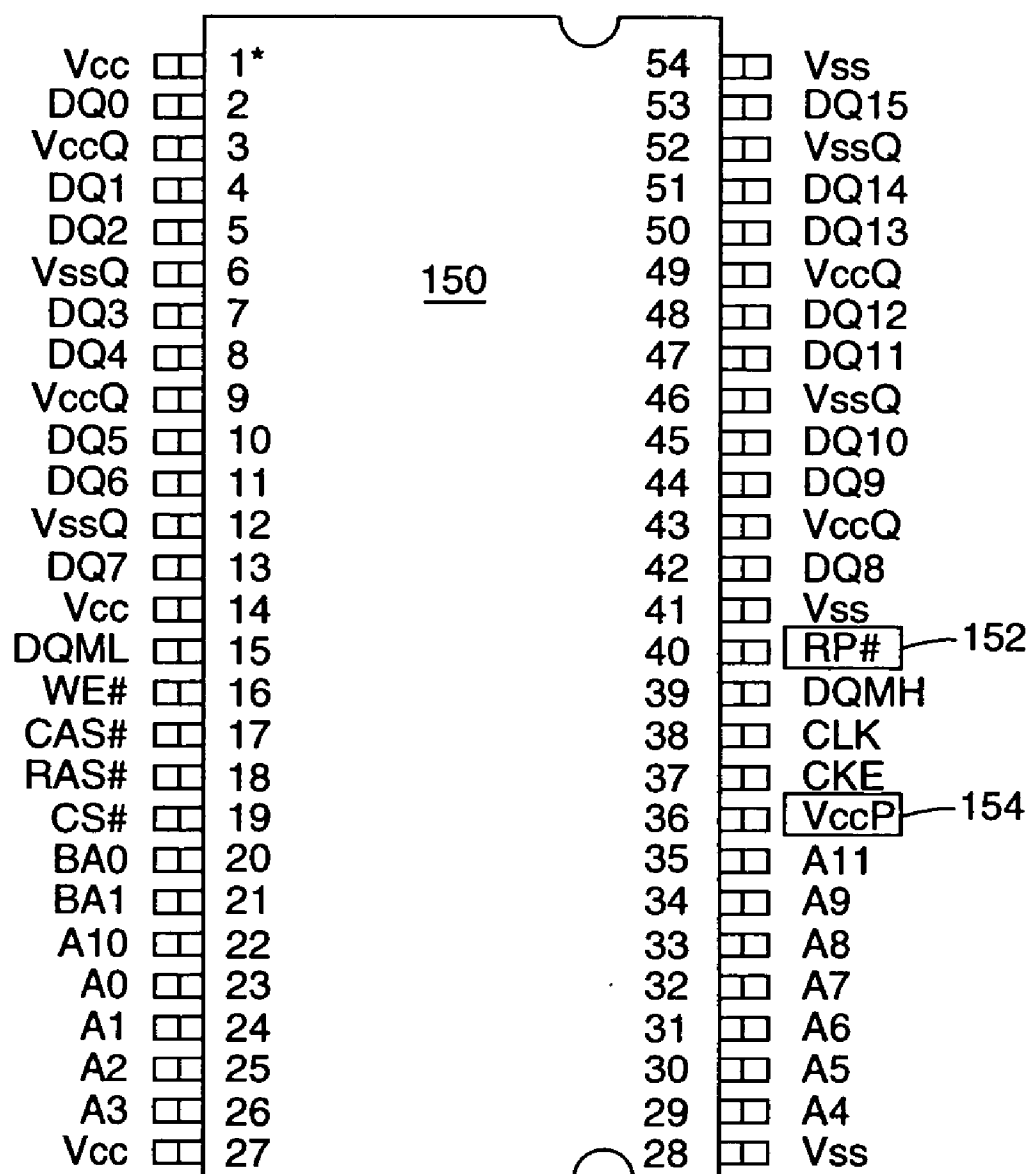 Vcc 1* 54 Vss
DQ0 2 53 DQ15
VccQ 3 52 VssQ
DQ1 4 51 DQ14
DQ2 5 50 DQ13
VssQ 6 150 49 VccQ
DQ3 7 48 DQ12
DQ4 8 47 DQ11
VccQ 9 46 VssQ
DQ5 10 45 DQ10
DQ6 11 44 DQ9
VssQ 12 43 VccQ
DQ7 13 42 DQ8
Vcc 14 41 Vss
DQML 15 40 RP# 152
WE# 16 39 DQMH
CAS# 17 38 CLK
RAS# 18 37 CKE
CS# 19 36 VccP 154
BA0 20 35 A11
BA1 21 34 A9
A10 22 33 A8
A0 23 32 A7
A1 24 31 A6
A2 25 30 A5
A3 26 29 A4
Vcc 27 28 Vss